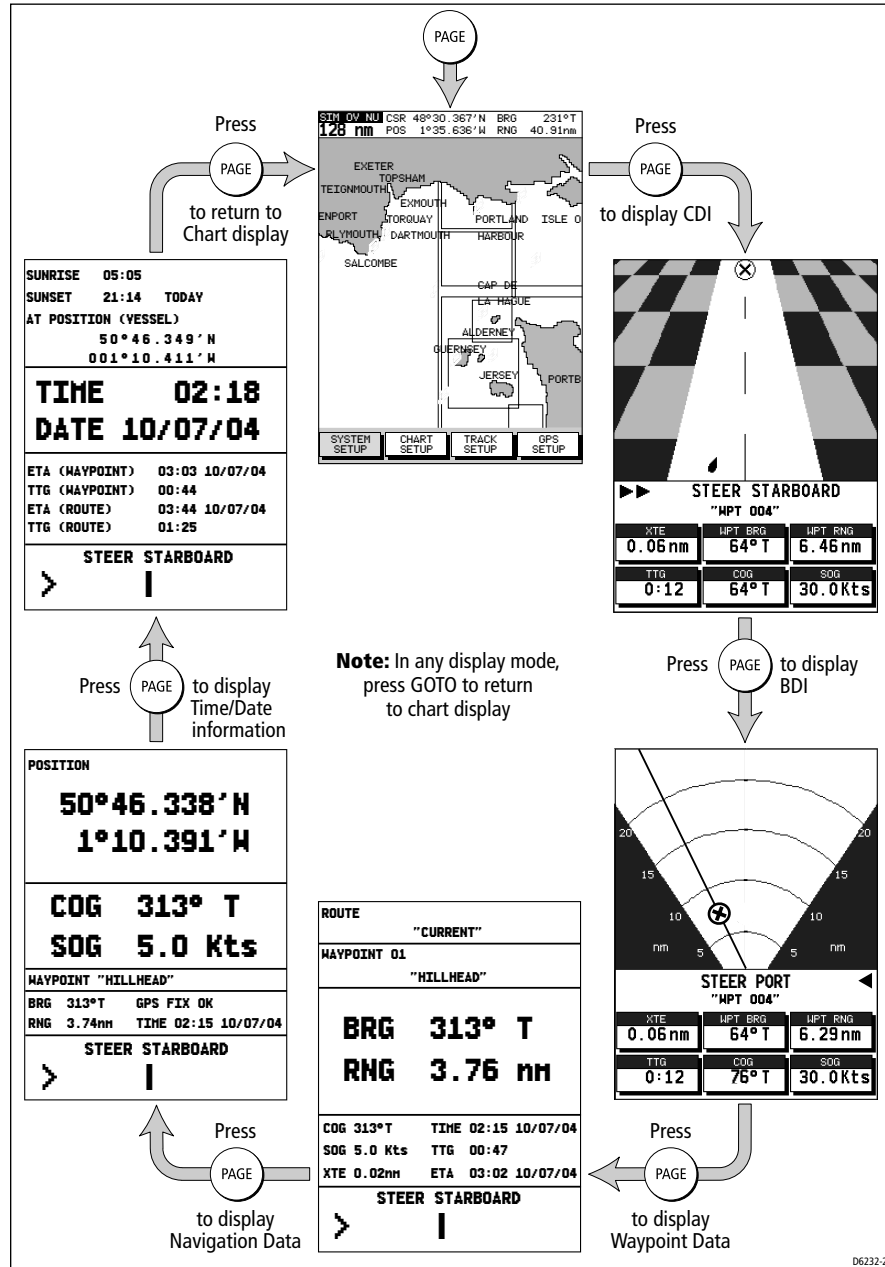 PAGE
Press
PAGE
to return to
Chart display
SIM OV NU CSR 48°30.367'N BRG 231°T
128 nm POS 1°35.636'W RNG 40.91nm
EXETER
TOPSHAM
TEIGNMOUTH
EXMOUTH
ENPORT
TORQUAY
PORTLAND
ISLE O
PLYMOUTH
DARTMOUTH
HARBOUR
SALCOMBE
CAP DE
LA HAGUE
ALDERNEY
GUERNSEY
JERSEY
PORTB
SYSTEM SETUP
CHART SETUP
TRACK SETUP
GPS SETUP
Press
PAGE
to display CDI
STEER STARBOARD
"WPT 004"
XTE WPT BRG WPT RNG
0.06nm 64°T 6.46nm
TTG COG SOG
0:12 64°T 30.0Kts
Press PAGE to display
BDI
20 20
15 15
10 10
nm 5 5 nm
STEER PORT
"WPT 004"
XTE WPT BRG WPT RNG
0.06nm 64°T 6.29nm
TTG COG SOG
0:12 76°T 30.0Kts
Press
PAGE
to display
Waypoint Data
ROUTE
"CURRENT"
WAYPOINT 01
"HILLHEAD"
BRG 313° T
RNG 3.76 nm
COG 313°T TIME 02:15 10/07/04
SOG 5.0 Kts TTG 00:47
XTE 0.02nm ETA 03:02 10/07/04
STEER STARBOARD
>
Press
PAGE
to display
Navigation Data
POSITION
50°46.338'N
1°10.391'W
COG 313° T
SOG 5.0 Kts
WAYPOINT "HILLHEAD"
BRG 313°T GPS FIX OK
RNG 3.74nm TIME 02:15 10/07/04
STEER STARBOARD
>
Press PAGE to display
Time/Date
information
SUNRISE 05:05
SUNSET 21:14 TODAY
AT POSITION (VESSEL)
50°46.349'N
001°10.411'W
TIME 02:18
DATE 10/07/04
ETA (WAYPOINT) 03:03 10/07/04
TTG (WAYPOINT) 00:44
ETA (ROUTE) 03:44 10/07/04
TTG (ROUTE) 01:25
STEER STARBOARD
>
Note: In any display mode,
press GOTO to return
to chart display
D6232-2